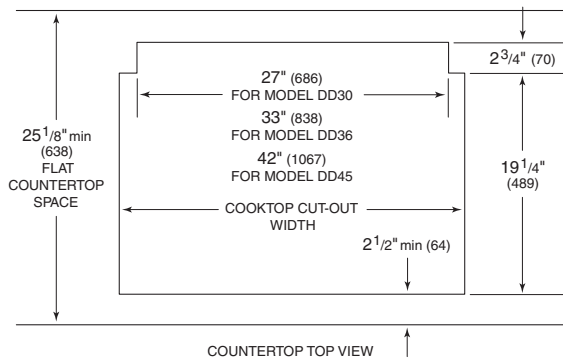 2 3/4" (70)
27" (686)
FOR MODEL DD30
33" (838)
FOR MODEL DD36
42" (1067)
FOR MODEL DD45
25 1/8" min
(638)
FLAT
COUNTERTOP
SPACE
19 1/4"
(489)
COOKTOP CUT-OUT
WIDTH
2 1/2" min (64)
COUNTERTOP TOP VIEW